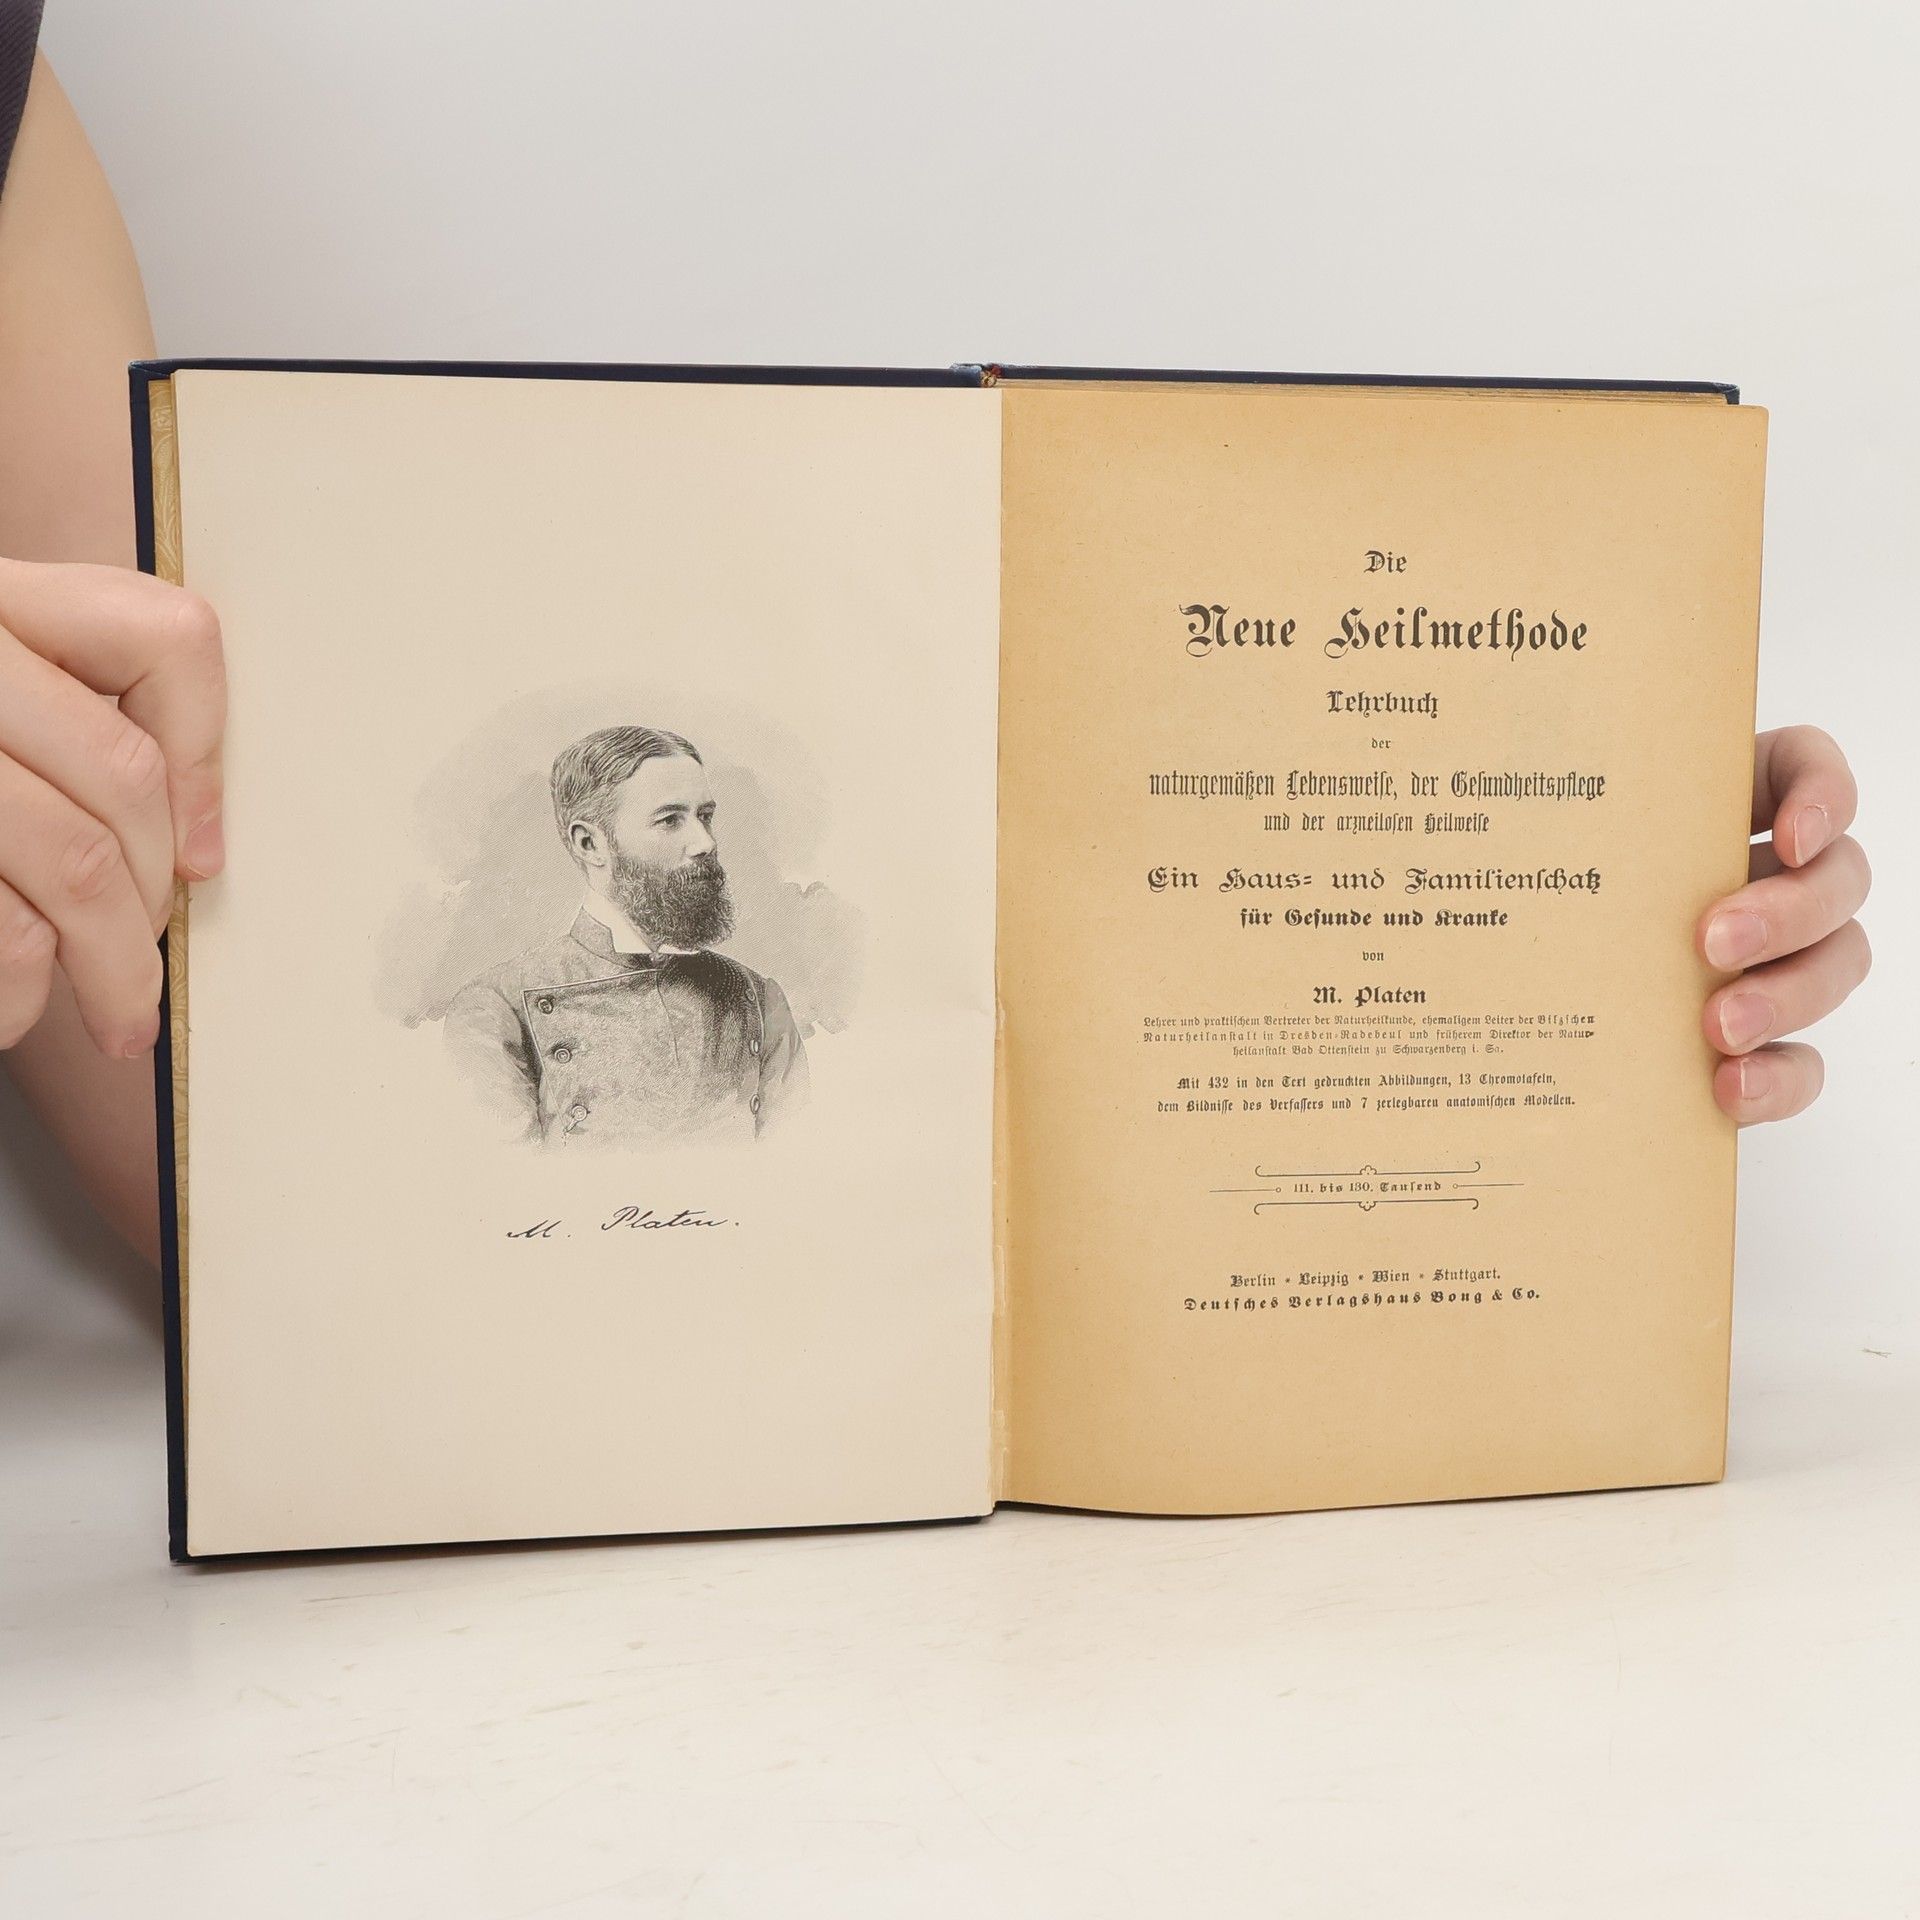 M. Platen.
Die
Neue Heilmethode
Lehrbuch
der
naturgemäßen Lebensweise, der Gesundheitspflege
und der arzneilosen Heilweise
Ein Haus- und Familienschatz
für Gesunde und Kranke
von
M. Platen
Lehrer und praktischem Vertreter der Naturheilkunde, ehemaligem Leiter der Bilzschen
Naturheilanstalt in Dresden-Radebeul und früherem Direktor der Natur-
heilanstalt Bad Ottenstein zu Schwarzenberg i. Sa.
Mit 432 in den Text gedruckten Abbildungen, 13 Chromotafeln,
dem Bildnisse des Verfassers und 7 zerlegbaren anatomischen Modellen.
111. bis 130. Tausend
Berlin * Leipzig * Wien * Stuttgart.
Deutsches Verlagshaus Bong & Co.